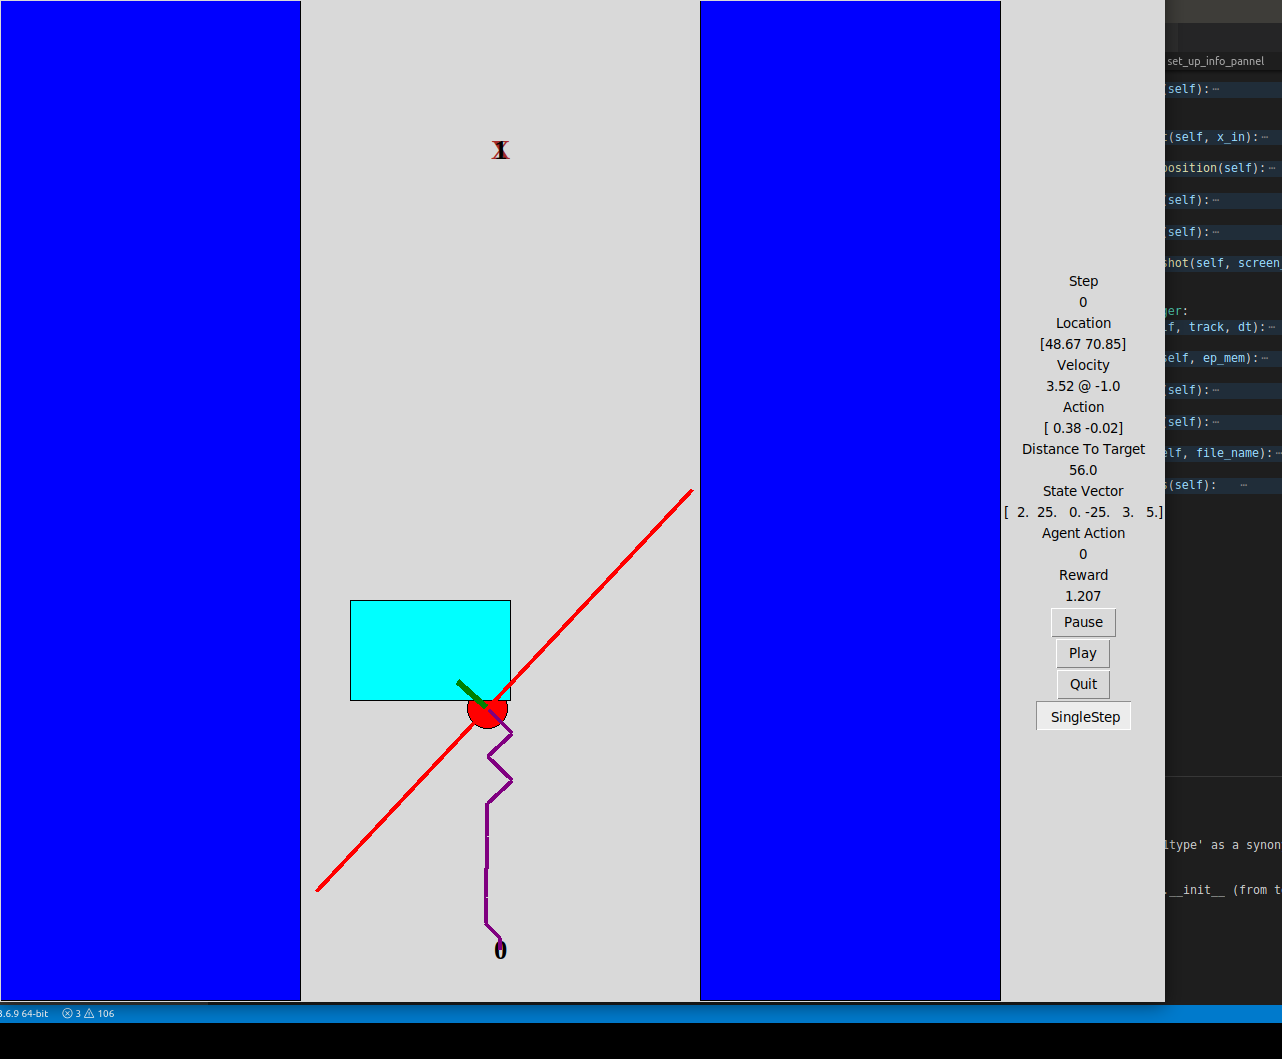 1
0
Step
0
Location
[48.67 70.85]
Velocity
3.52 @ -1.0
Action
[ 0.38 -0.02]
Distance To Target
56.0
State Vector
[ 2. 25. 0. -25. 3. 5.]
Agent Action
0
Reward
1.207
Pause
Play
Quit
SingleStep
set_up_info_pannel
(self):
(self, x_in):
position(self):
(self):
(self):
shot(self, screen_
ger:
lf, track, dt):
self, ep_mem):
(self):
(self):
elf, file_name):
s(self):
ltype' as a synon
.__init__ (from t
3.6.9 64-bit 3 106